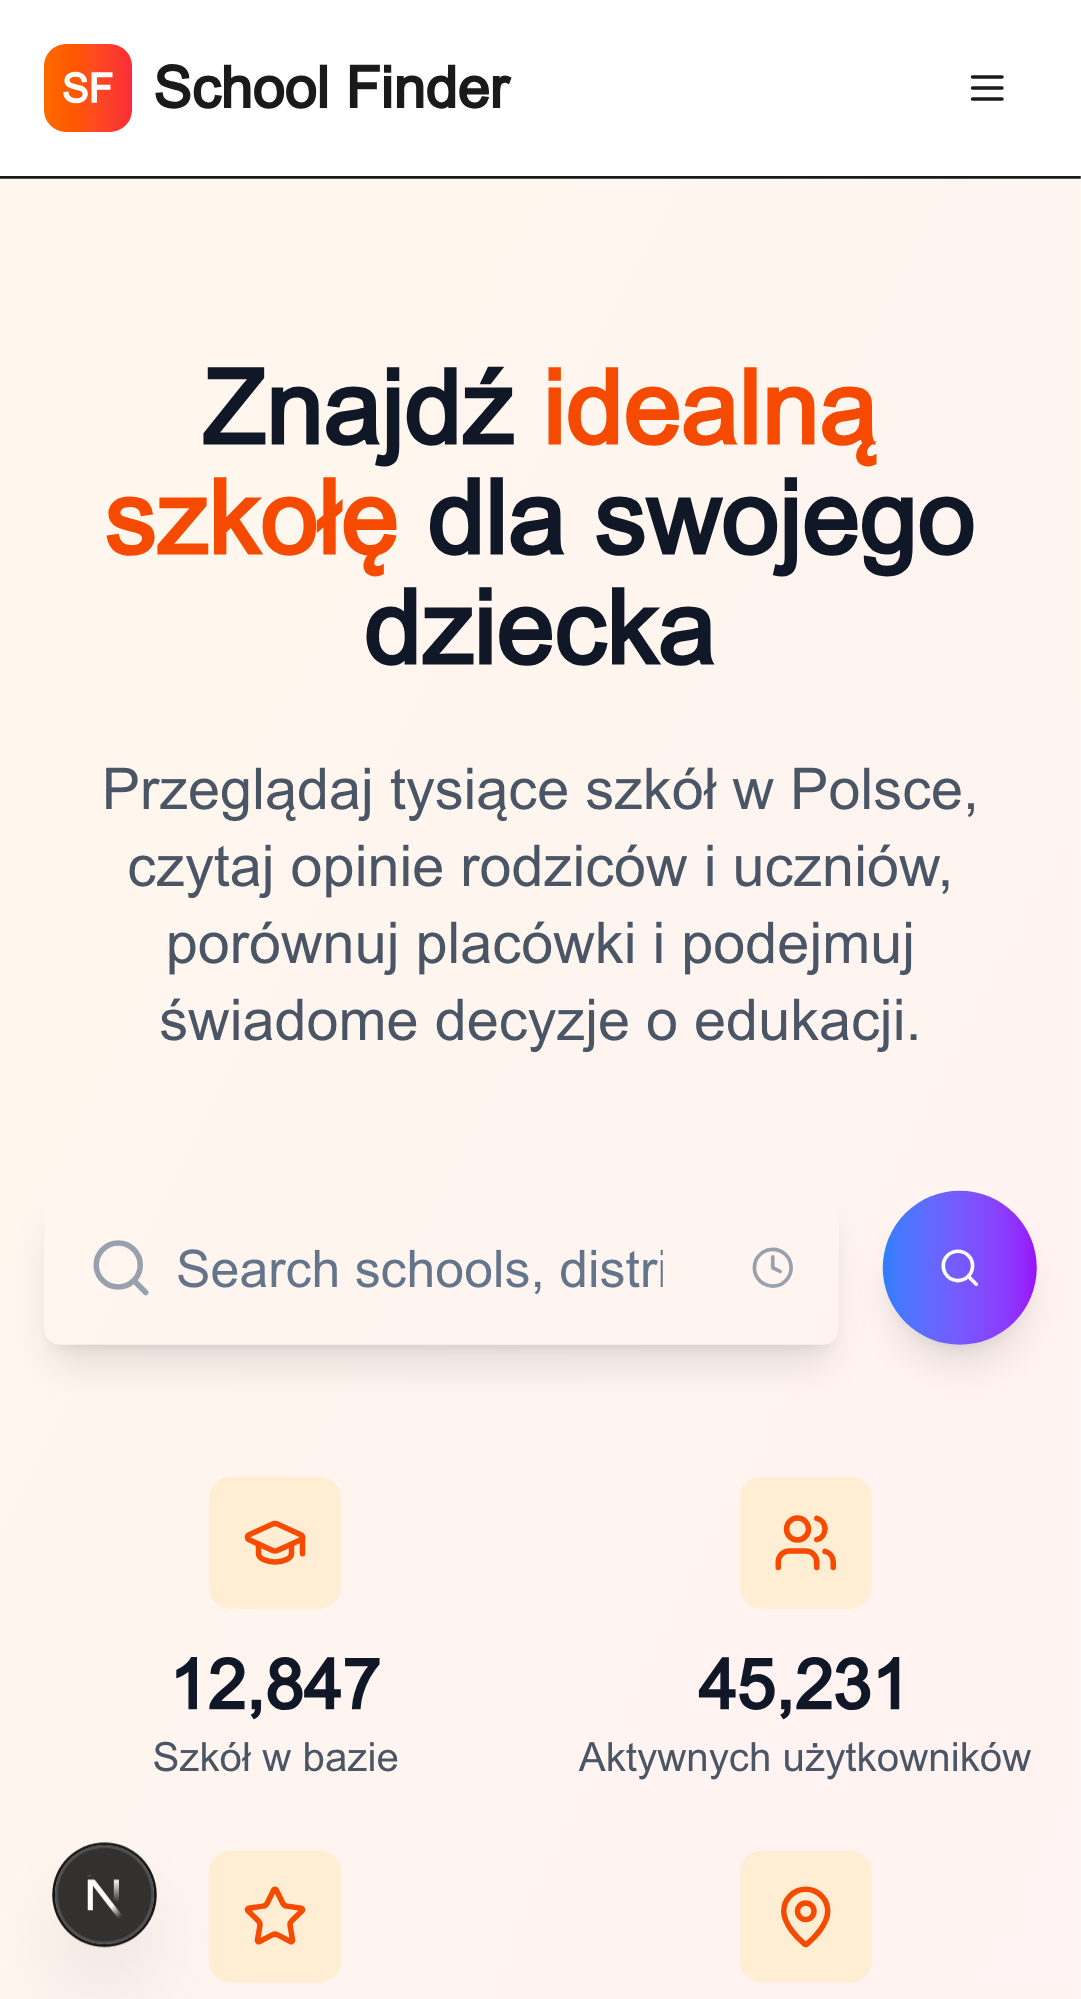 SF School Finder
Znajdź idealną
szkołę dla swojego
dziecka
Przeglądaj tysiące szkół w Polsce,
czytaj opinie rodziców i uczniów,
porównuj placówki i podejmuj
świadome decyzje o edukacji.
Search schools, distri
12,847
Szkół w bazie
45,231
Aktywnych użytkowników
N